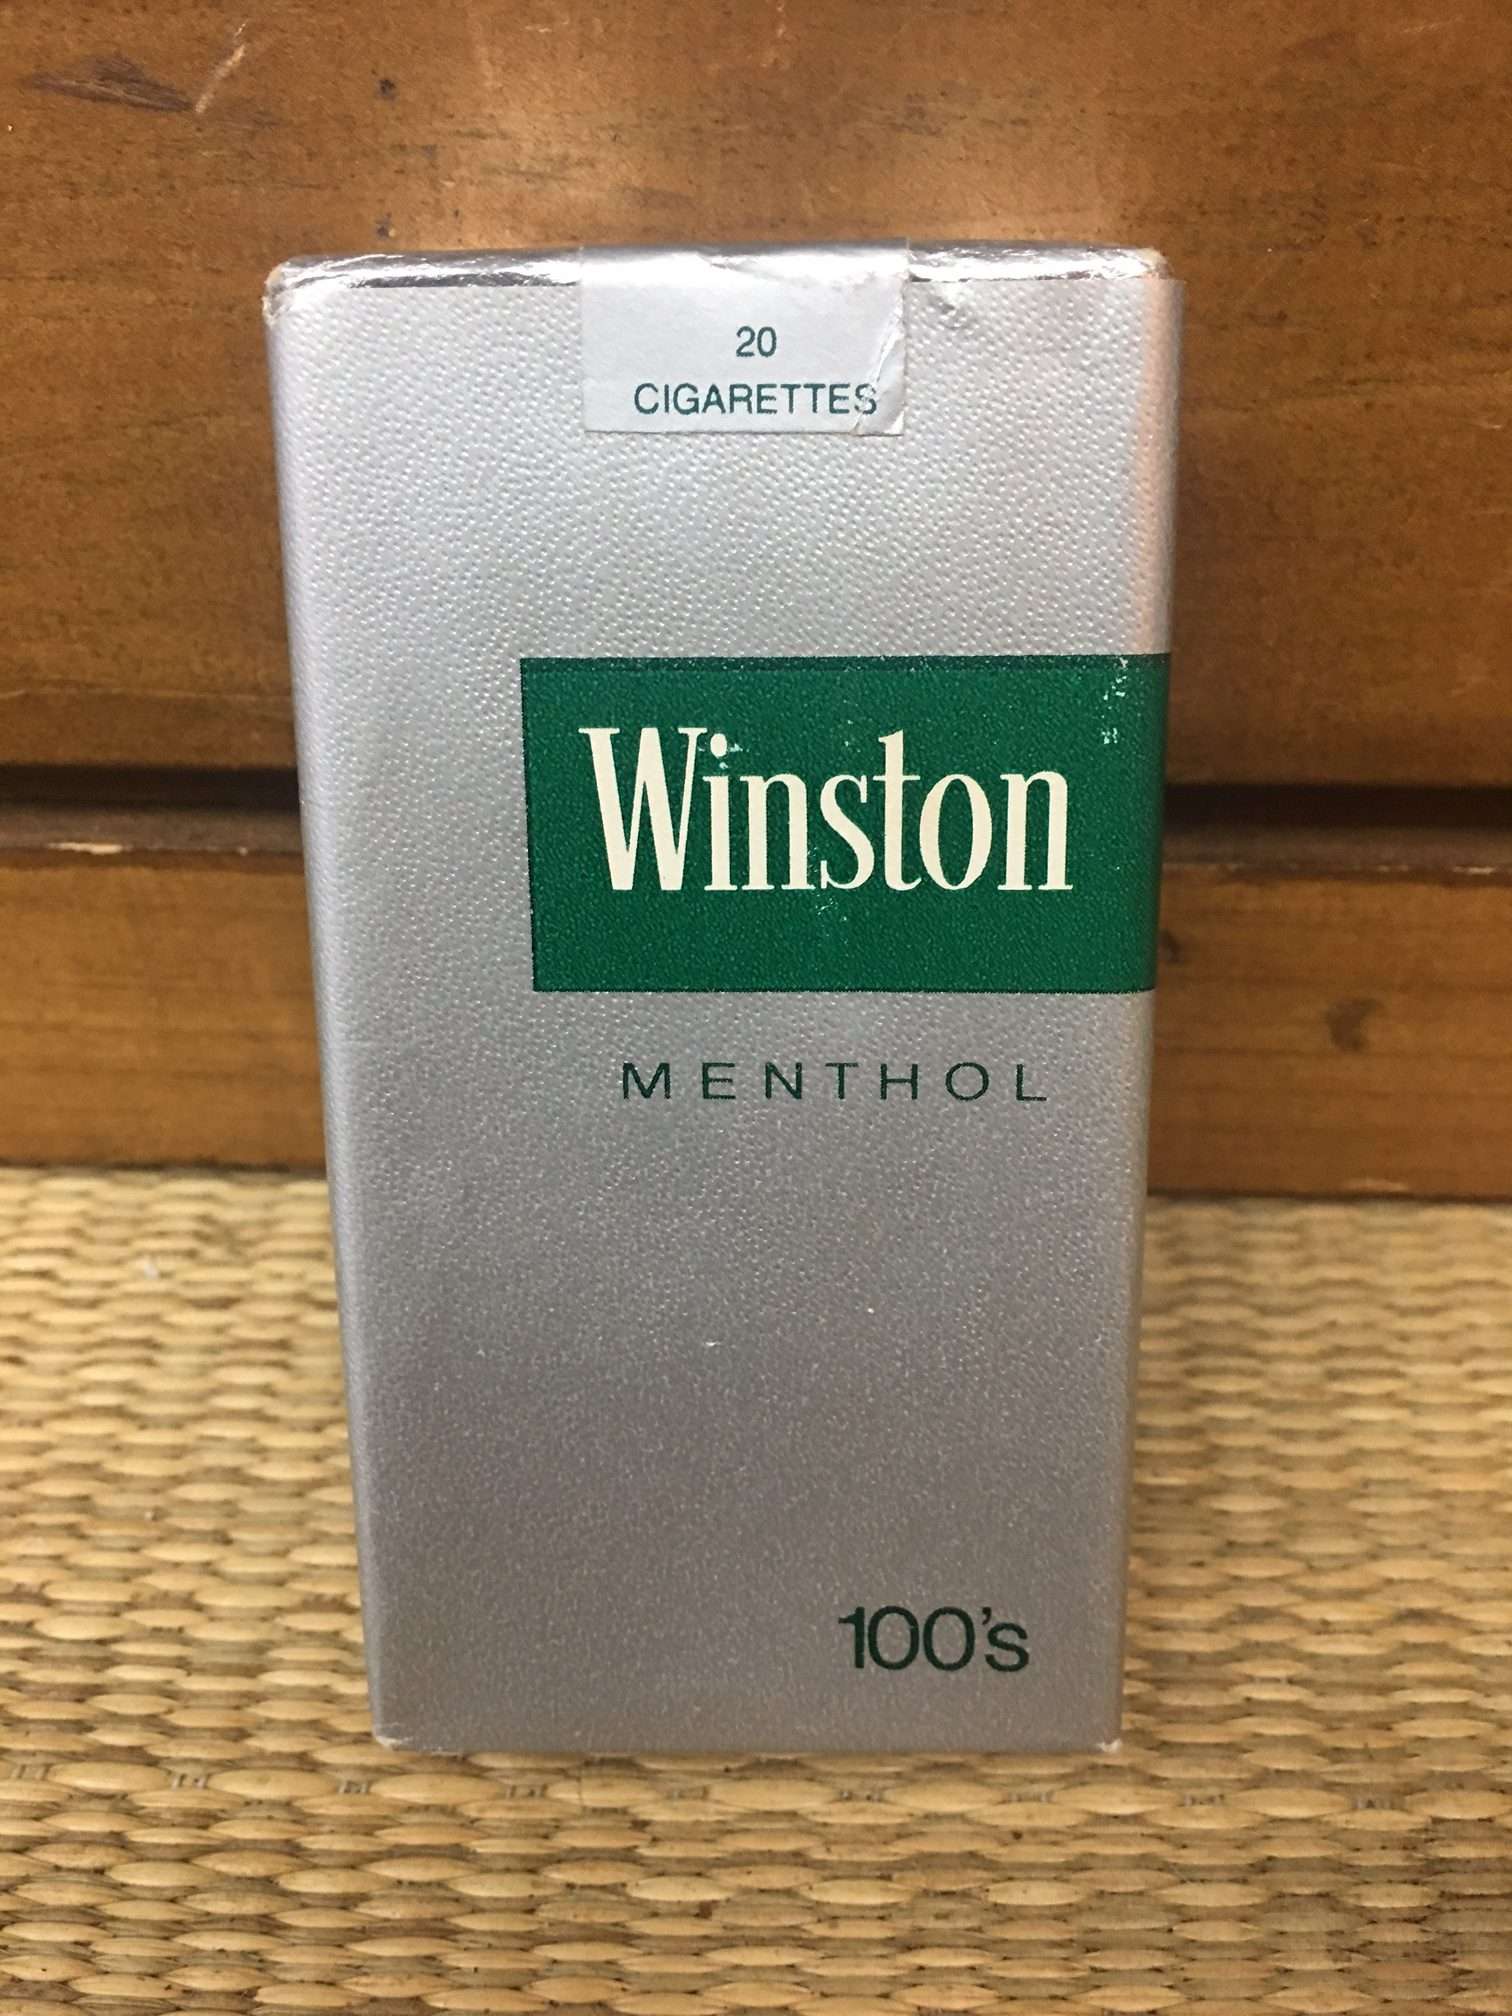 20
CIGARETTES
Winston
MENTHOL
100's